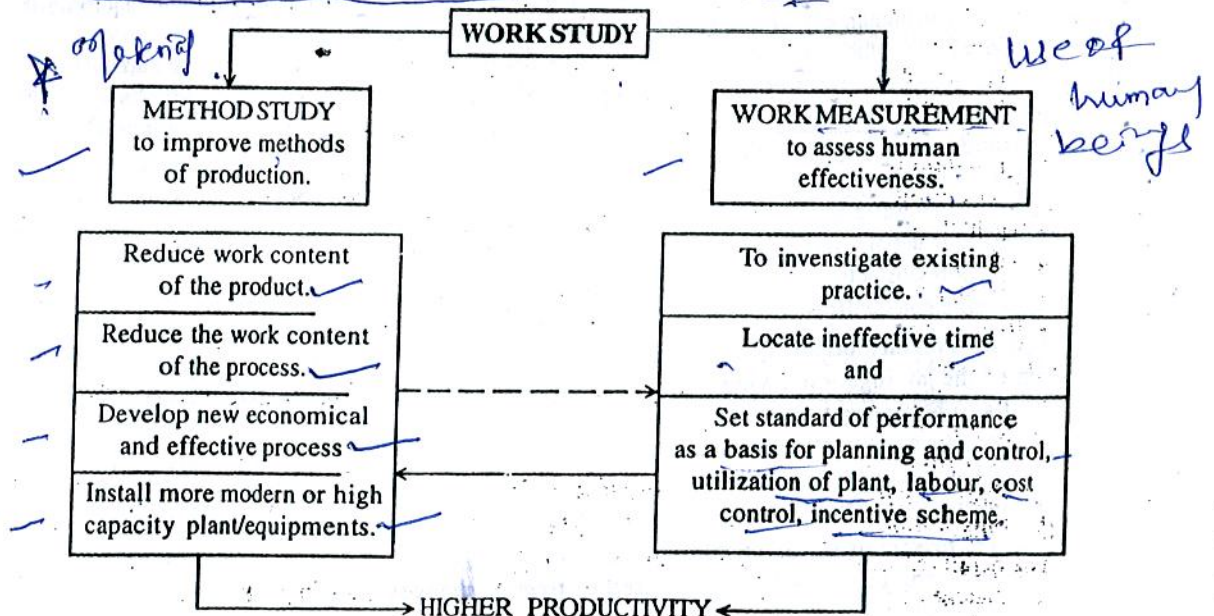 WORK STUDY
METHOD STUDY
to improve methods
of production.
WORK MEASUREMENT
to assess human
effectiveness.
use of
human
beings
Reduce work content
of the product.
Reduce the work content
of the process.
Develop new economical
and effective process
Install more modern or high
capacity plant/equipments.
To invenstigate existing
practice.
Locate ineffective time
and
Set standard of performance
as a basis for planning and control,
utilization of plant, labour, cost
control, incentive scheme.
HIGHER PRODUCTIVITY